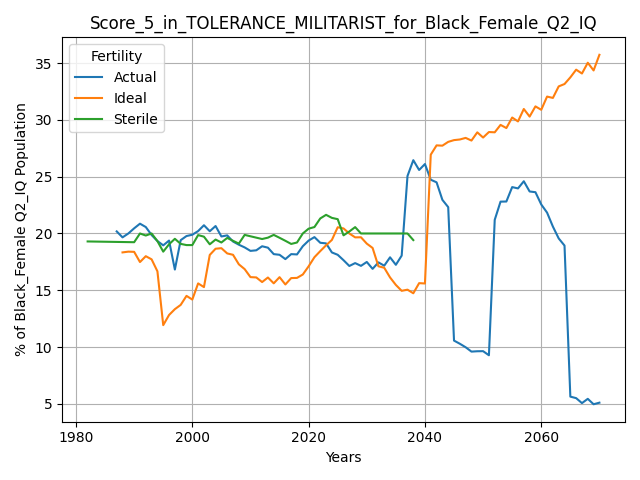 Score_5_in_TOLERANCE_MILITARIST_for_Black_Female_Q2_IQ
Fertility
Actual
Ideal
Sterile
% of Black_Female Q2_IQ Population
35
30
25
20
15
10
5
1980
2000
2020
2040
2060
Years